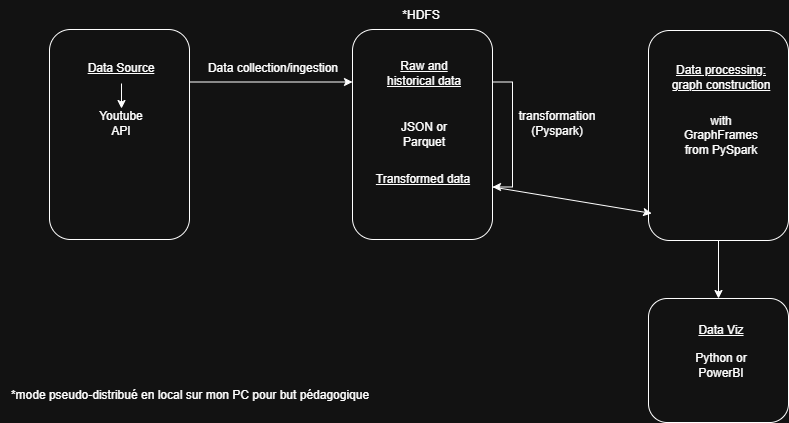 *HDFS
Data Source
Youtube
API
Data collection/ingestion
Raw and
historical data
JSON or
Parquet
Transformed data
transformation
(Pyspark)
Data processing:
graph construction
with
GraphFrames
from PySpark
Data Viz
Python or
PowerBI
*mode pseudo-distribué en local sur mon PC pour but pédagogique